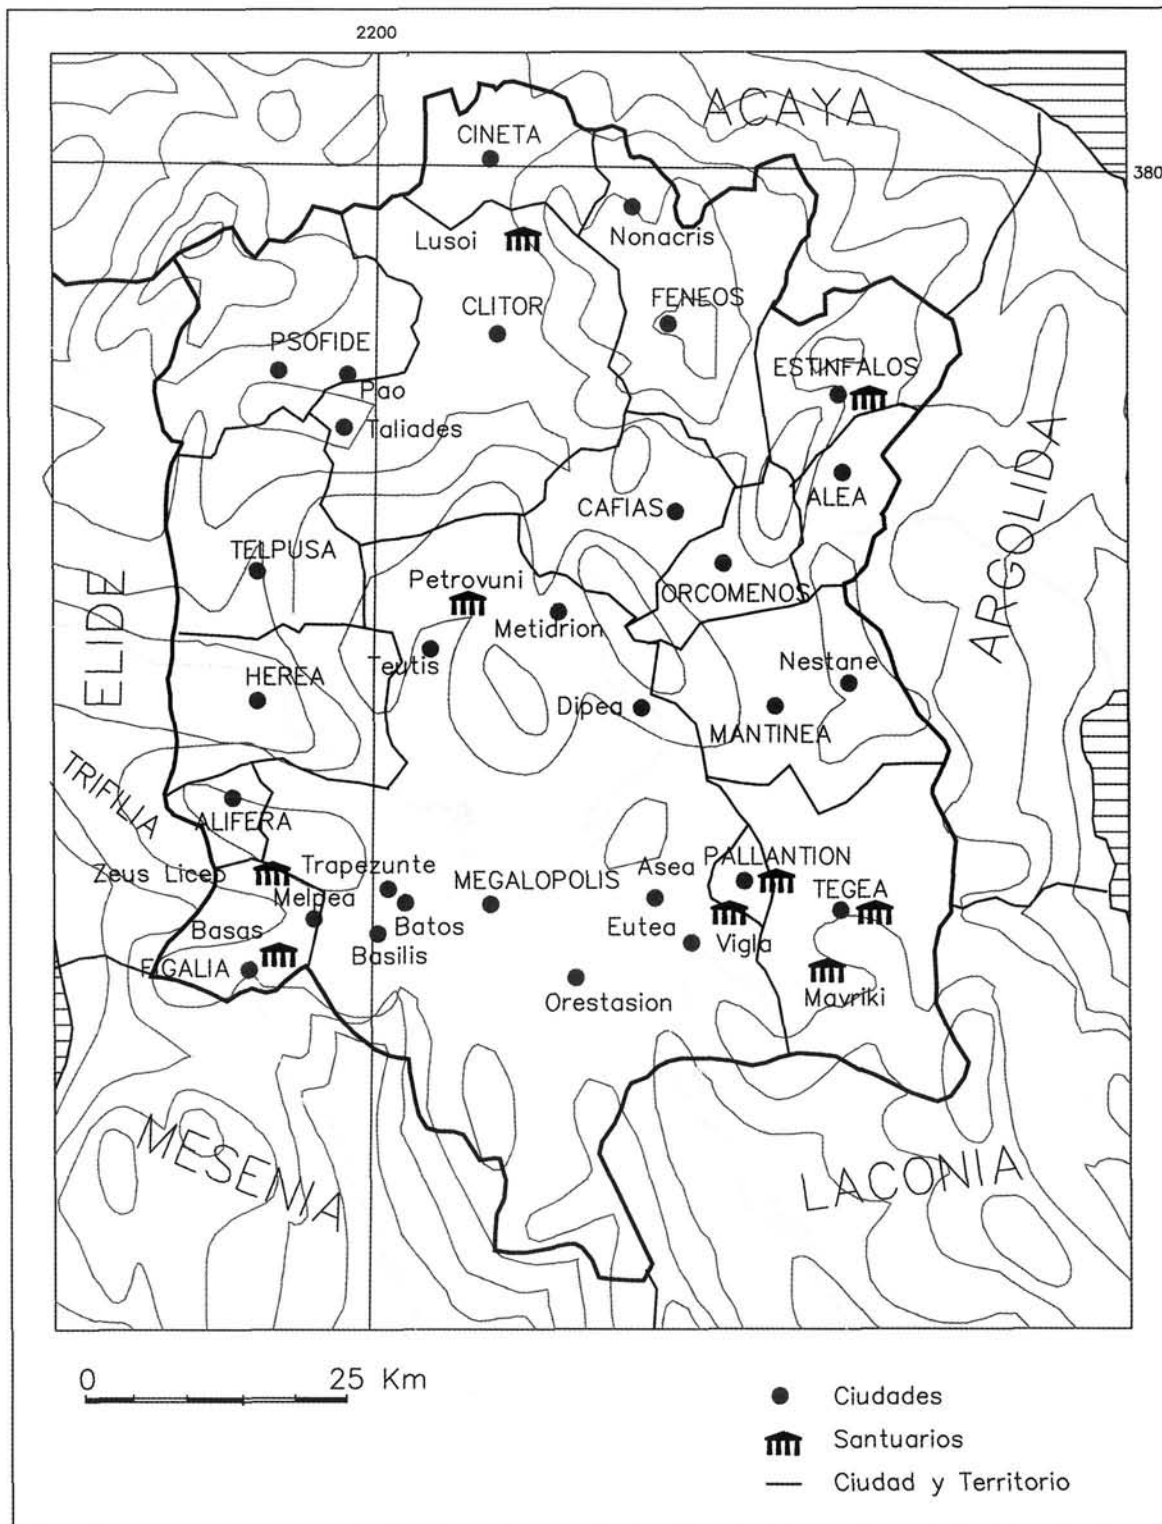 2200
ACAYA
CINETA
380
Lusoi
Nonacris
FENEOS
CLITOR
PSOFIDE
ESTINFALOS
Pao
Taliades
ALEA
CAFIAS
ARGOLIDA
TELPUSA
Petrovuni
ORCOMENOS
ELIDE
Metidrion
Teutis
Nestane
HEREA
Dipea
MANTINEA
TRIFILIA
ALIFERA
Zeus Liceo
Trapezunte
Asea
PALLANTION
MEGALOPOLIS
TEGEA
Melpea
Batos
Basas
Eutea
Vigla
Basilis
FIGALIA
Orestasion
Mavriki
MESENIA
LACONIA
0 25 Km
Ciudades
Santuarios
Ciudad y Territorio